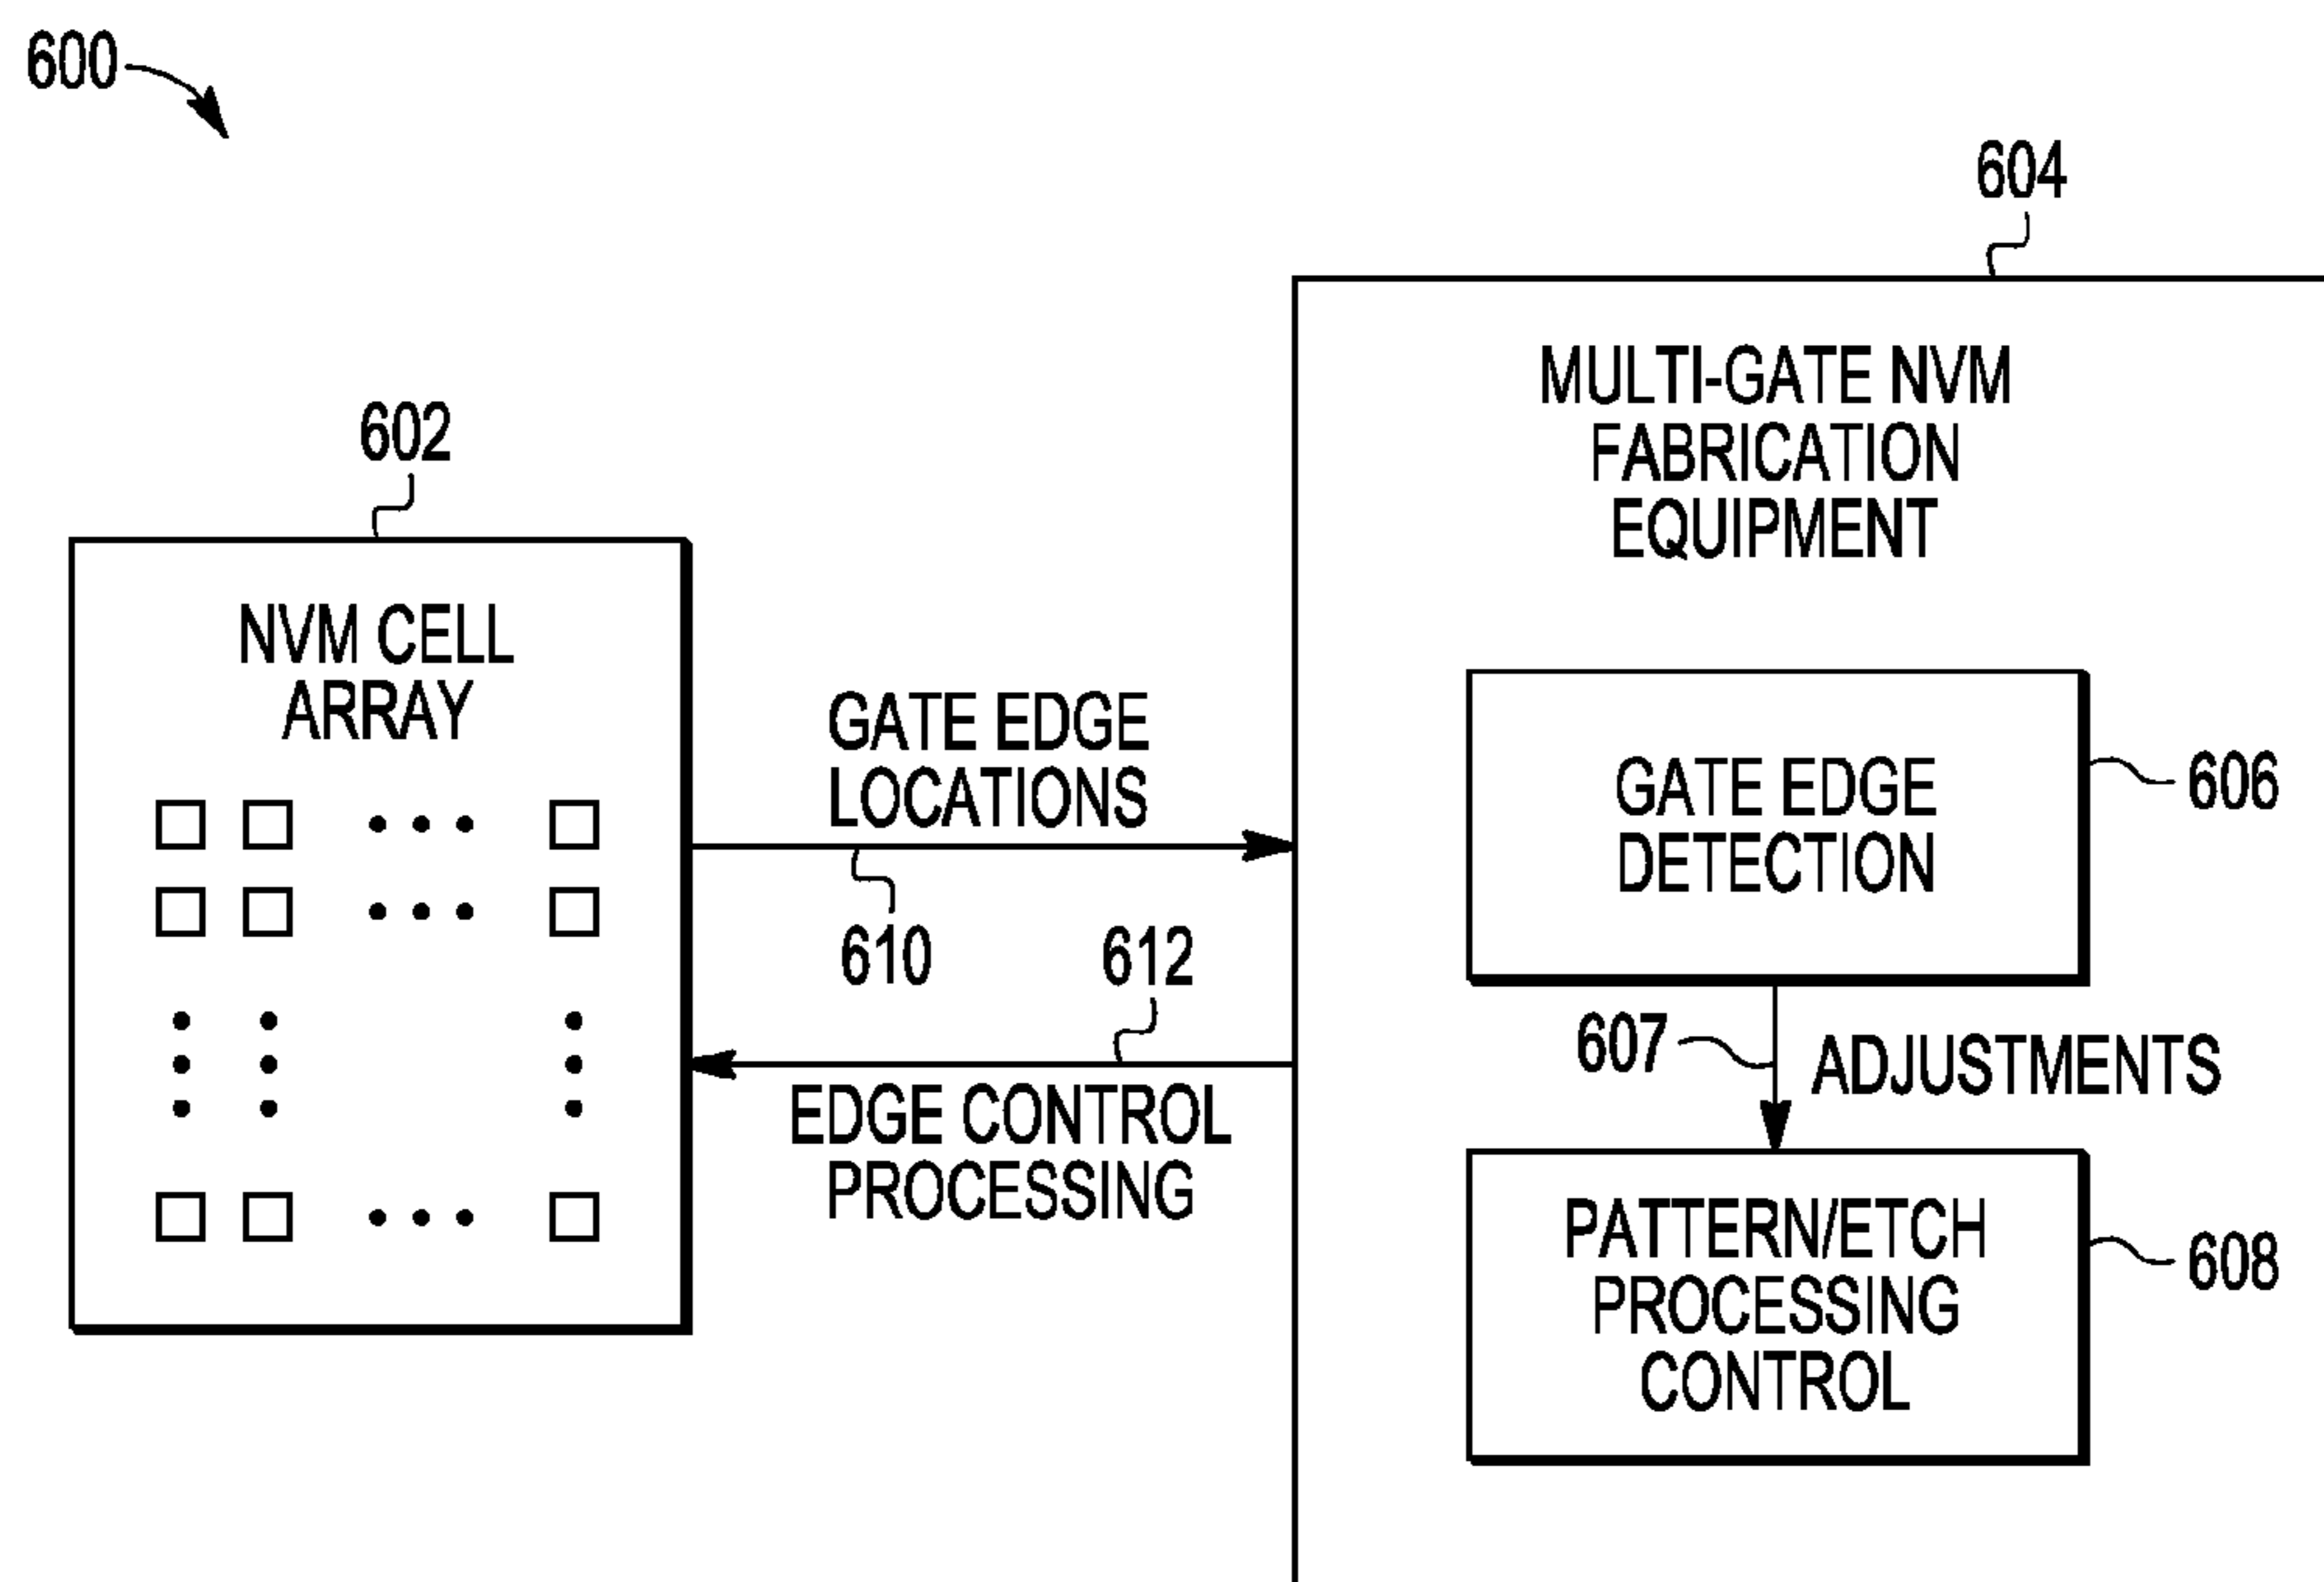 600
604
MULTI-GATE NVM
FABRICATION
EQUIPMENT
602
NVM CELL
ARRAY
GATE EDGE
LOCATIONS
610
612
EDGE CONTROL
PROCESSING
GATE EDGE
DETECTION
606
607
ADJUSTMENTS
PATTERN/ETCH
PROCESSING
CONTROL
608